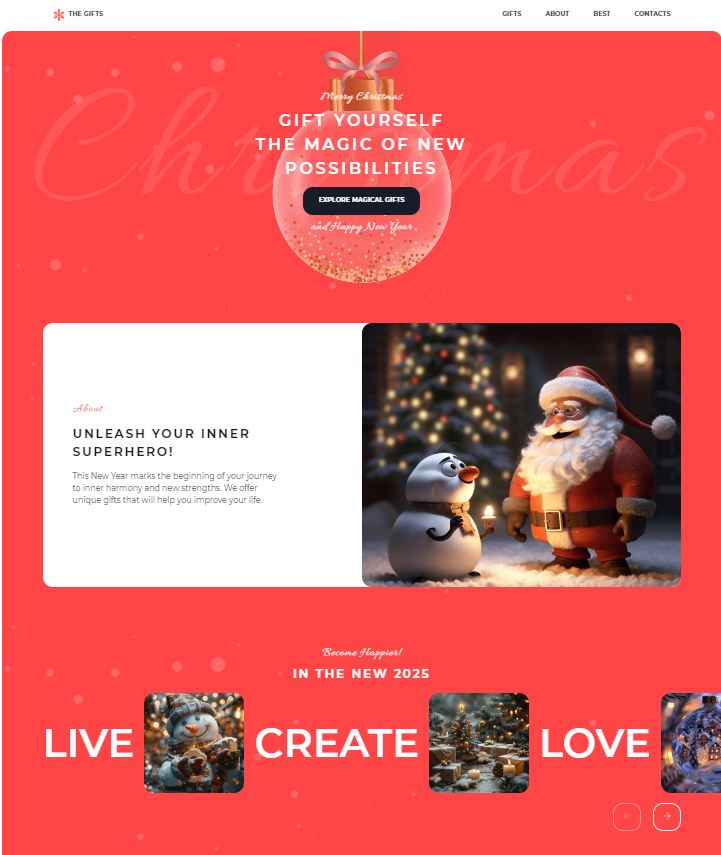 THE GIFTS
GIFTS ABOUT BEST CONTACTS
Christmas
Merry Christmas
GIFT YOURSELF
THE MAGIC OF NEW
POSSIBILITIES
EXPLORE MAGICAL GIFTS
and Happy New Year
About
UNLEASH YOUR INNER
SUPERHERO!
This New Year marks the beginning of your journey
to inner harmony and new strengths. We offer
unique gifts that will help you improve your life.
Become Happier!
IN THE NEW 2025
LIVE CREATE LOVE